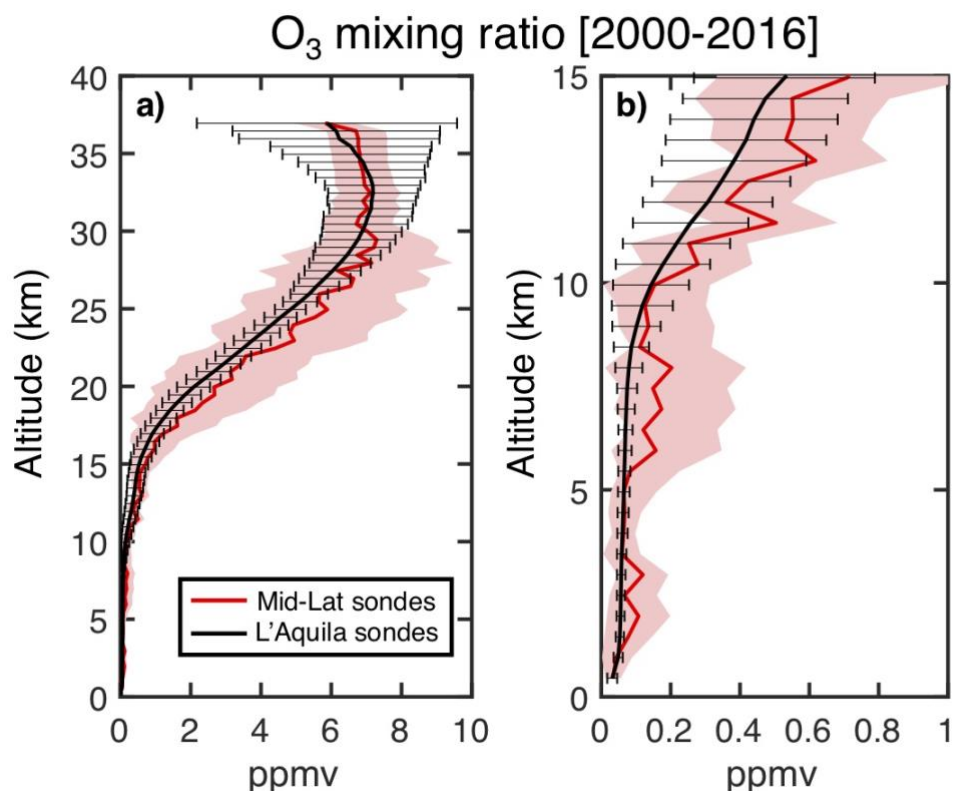 O3 mixing ratio [2000-2016]
a)
Altitude (km)
40
35
30
25
20
15
10
5
0
Mid-Lat sondes
L'Aquila sondes
0 2 4 6 8 10
ppmv
b)
Altitude (km)
15
10
5
0
0 0.2 0.4 0.6 0.8 1
ppmv